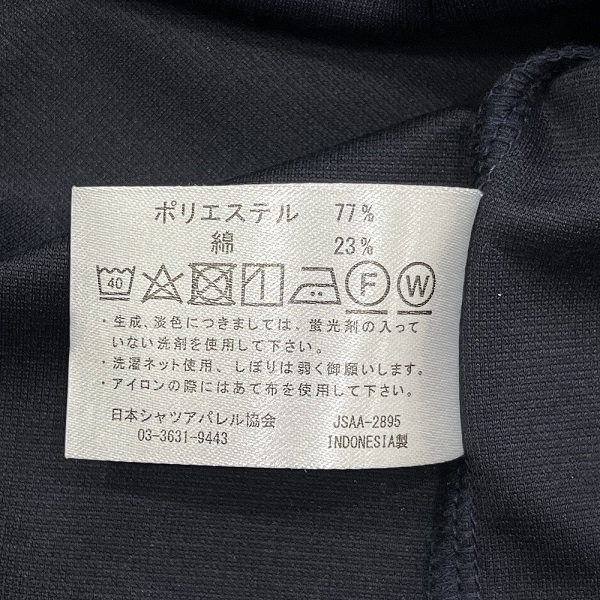 ポリエステル 77%
綿 23%
40 F W
・生成、淡色につきましては、蛍光剤の入って
いない洗剤を使用して下さい。
・洗濯ネット使用、しぼりは弱く御願いします。
・アイロンの際にはあて布を使用して下さい。
日本シャツアパレル協会 JSAA-2895
03-3631-9443 INDONESIA製